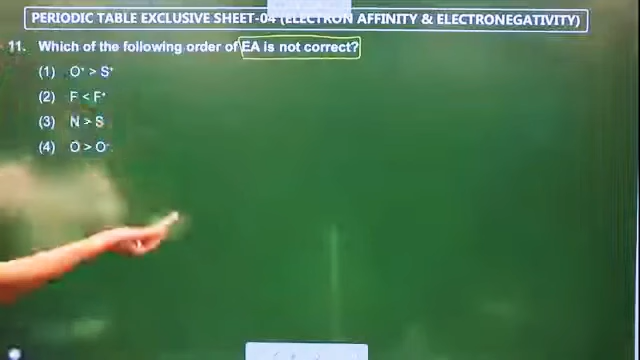 PERIODIC TABLE EXCLUSIVE SHEET-04 (ELECTRON AFFINITY & ELECTRONEGATIVITY)
11. Which of the following order of EA is not correct?
(1) O⁺ > S⁺
(2) F < F⁺
(3) N > S
(4) O > O⁻.